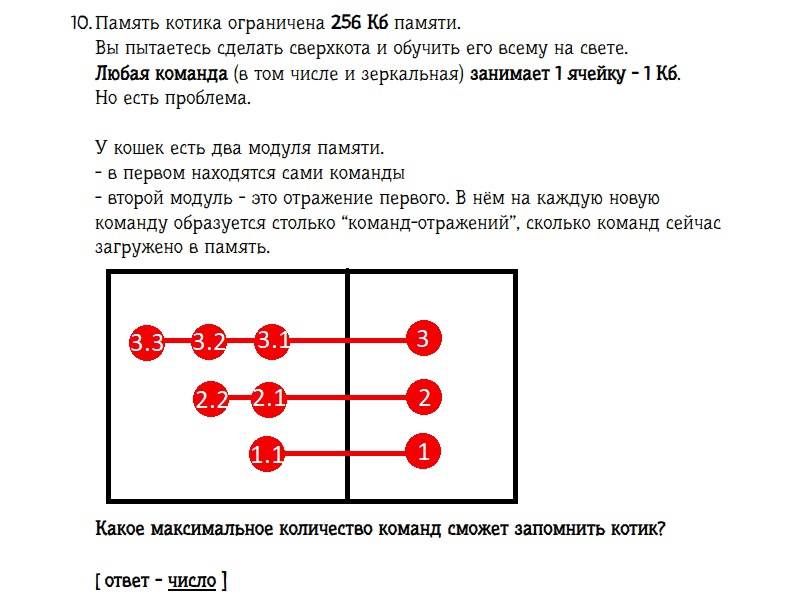 10. Память котика ограничена 256 Кб памяти.
Вы пытаетесь сделать сверхкота и обучить его всему на свете.
Любая команда (в том числе и зеркальная) занимает 1 ячейку - 1 Кб.
Но есть проблема.
У кошек есть два модуля памяти.
- в первом находятся сами команды
- второй модуль - это отражение первого. В нём на каждую новую
команду образуется столько “команд-отражений”, сколько команд сейчас
загружено в память.
3.3 3.2 3.1 3
2.2 2.1 2
1.1 1
Какое максимальное количество команд сможет запомнить котик?
[ ответ - число ]